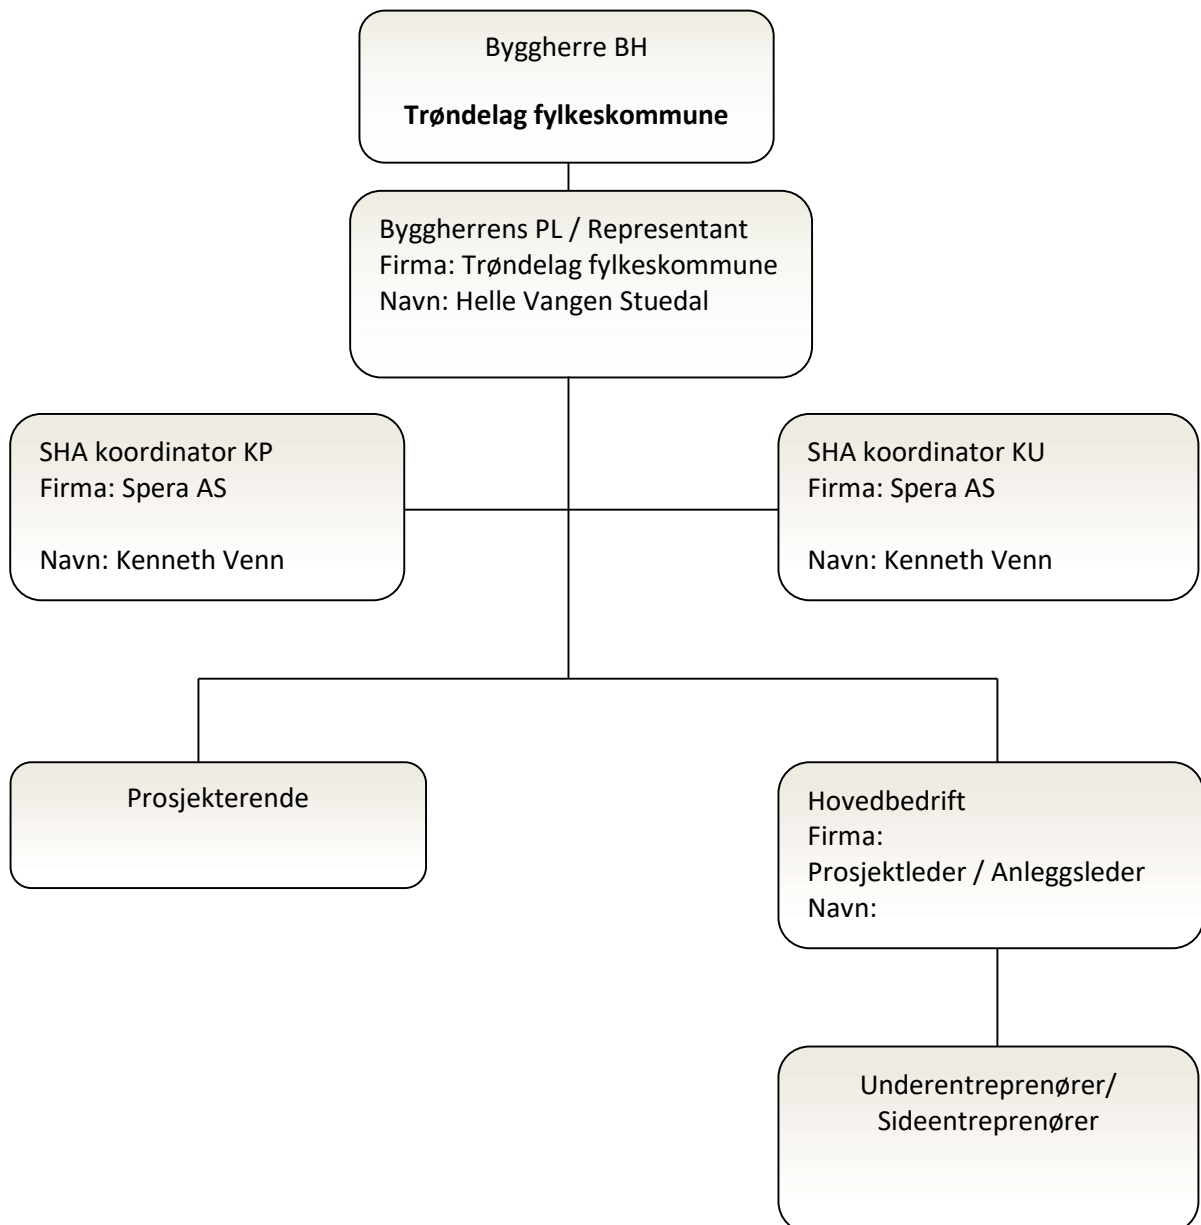 Byggherre BH
Trøndelag fylkeskommune
Byggherrens PL / Representant
Firma: Trøndelag fylkeskommune
Navn: Helle Vangen Stuedal
SHA koordinator KP
Firma: Spera AS
Navn: Kenneth Venn
SHA koordinator KU
Firma: Spera AS
Navn: Kenneth Venn
Prosjekterende
Hovedbedrift
Firma:
Prosjektleder / Anleggsleder
Navn:
Underentreprenører/
Sideentreprenører